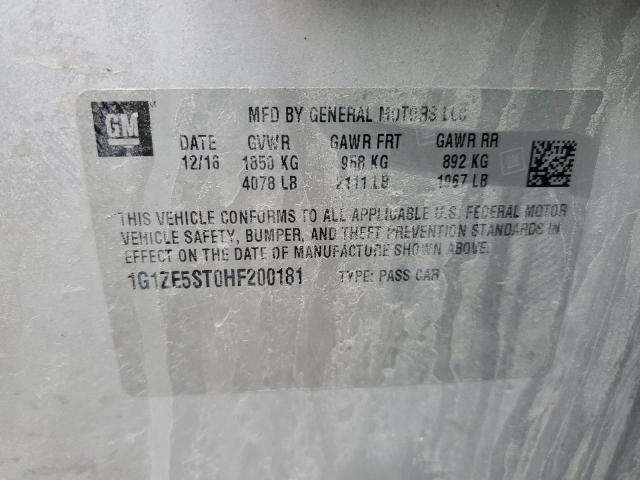 GM
MFD BY GENERAL MOTORS LLC
DATE GVWR GAWR FRT GAWR RR
12/16 1850 KG 958 KG 892 KG
4078 LB 2111 LB 1967 LB
THIS VEHICLE CONFORMS TO ALL APPLICABLE U.S. FEDERAL MOTOR
VEHICLE SAFETY, BUMPER, AND THEFT PREVENTION STANDARDS IN
EFFECT ON THE DATE OF MANUFACTURE SHOWN ABOVE.
1G1ZE5ST0HF200181 TYPE: PASS CAR